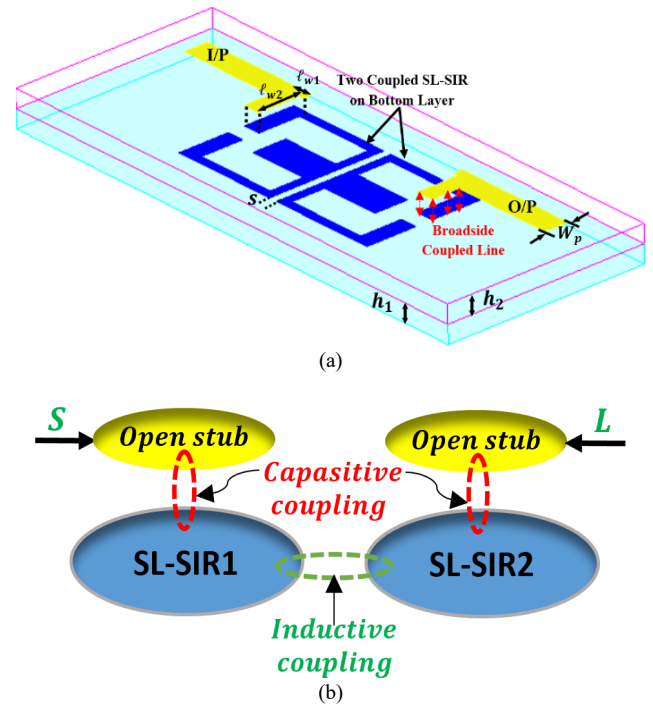 I/P
ℓw1
ℓw2
Two Coupled SL-SIR
on Bottom Layer
s
O/P
Wp
Broadside
Coupled Line
h1
h2
(a)
S
Open stub
Open stub
L
Capasitive
coupling
SL-SIR1
SL-SIR2
Inductive
coupling
(b)